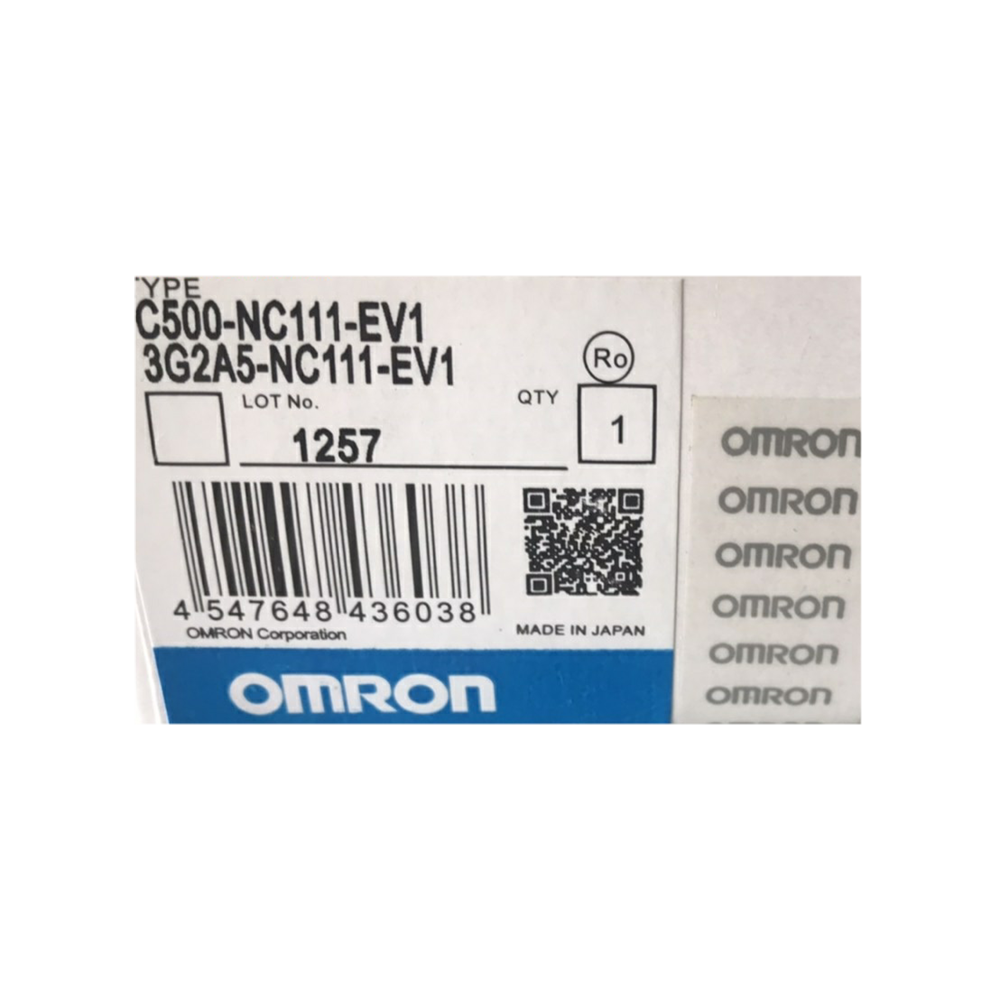 TYPE
C500-NC111-EV1
3G2A5-NC111-EV1
Ro
LOT No.
QTY
1257
1
4 547648 436038
OMRON Corporation
MADE IN JAPAN
OMRON
OMRON
OMRON
OMRON
OMRON
OMRON
OMRON